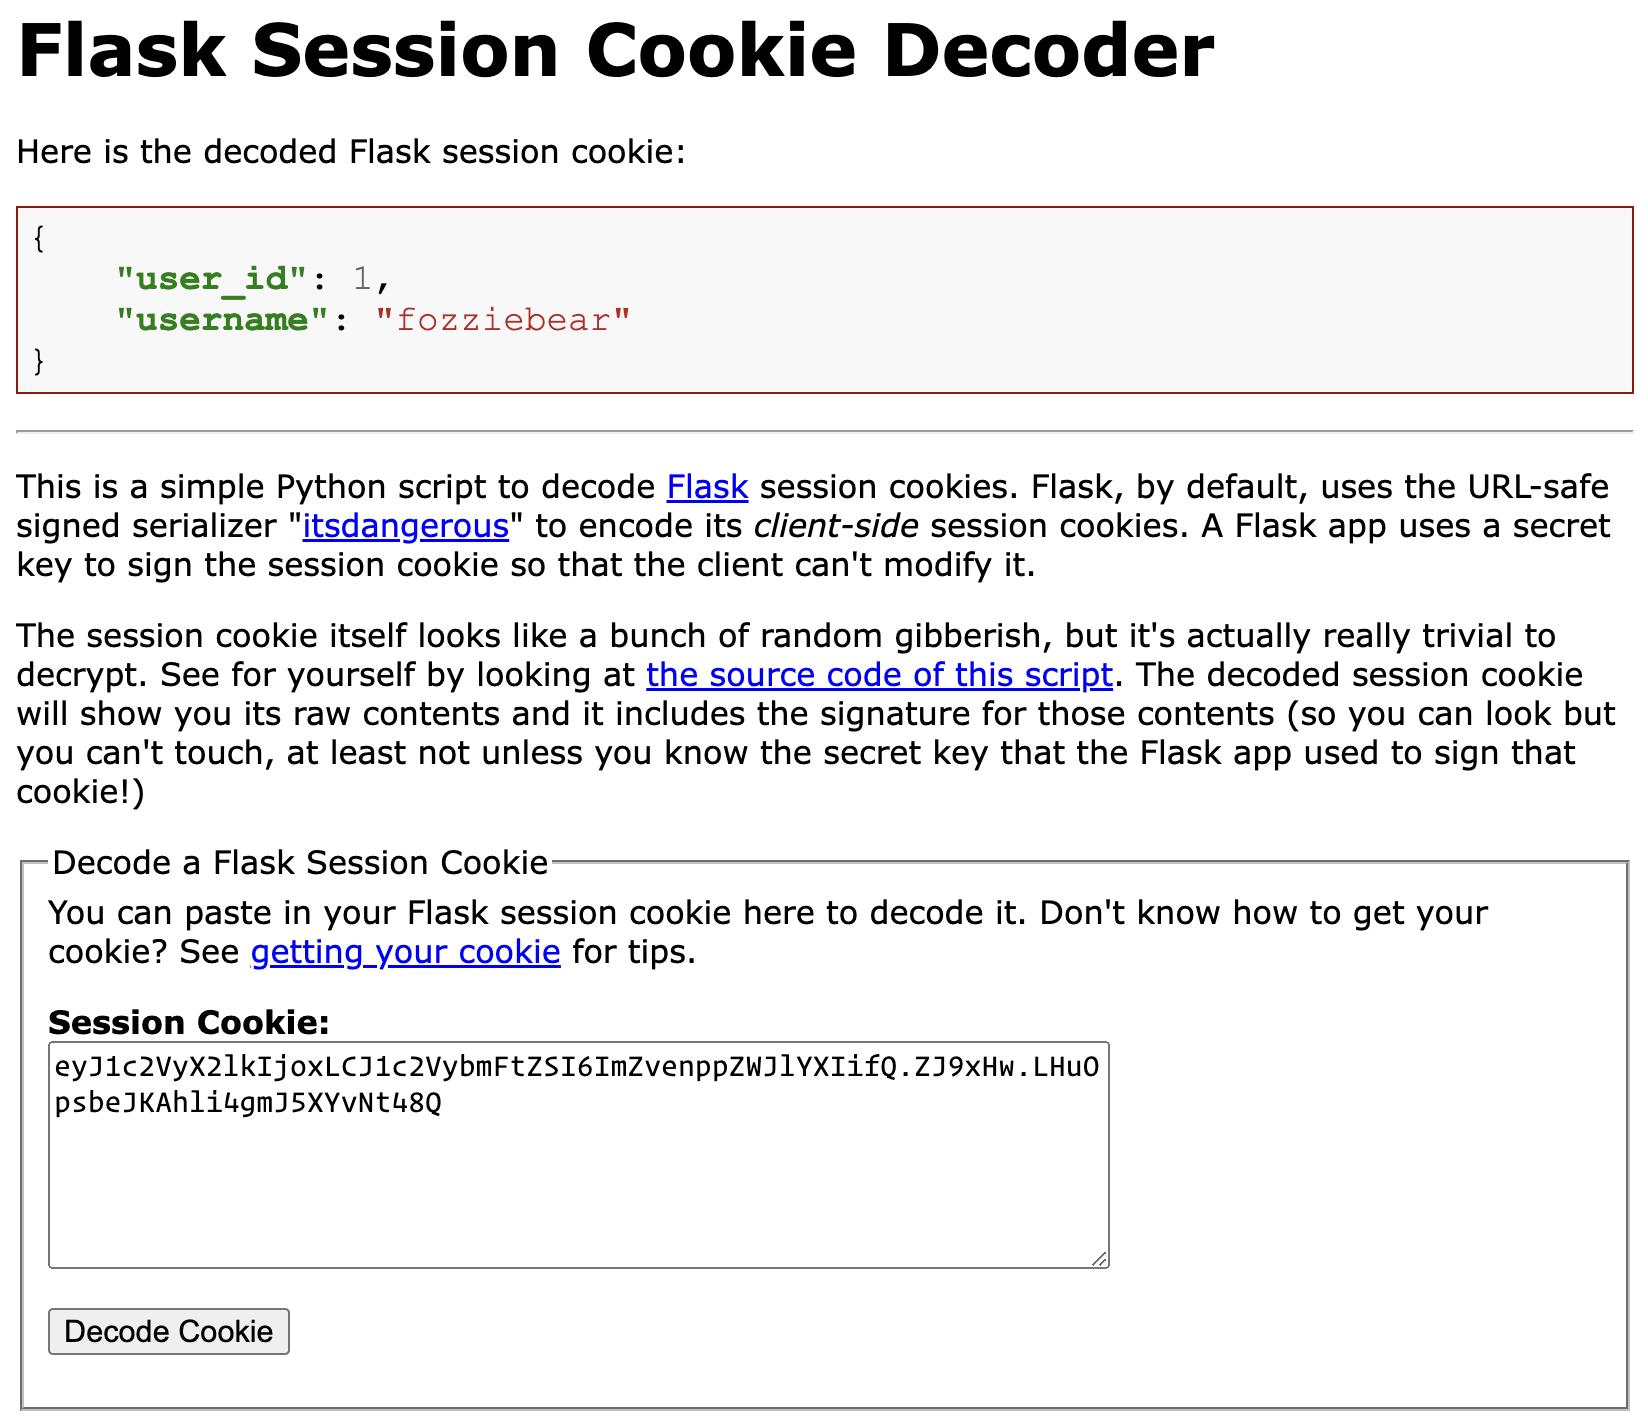 Flask Session Cookie Decoder
Here is the decoded Flask session cookie:
{
"user_id": 1,
"username": "fozziebear"
}
This is a simple Python script to decode Flask session cookies. Flask, by default, uses the URL-safe
signed serializer "itsdangerous" to encode its client-side session cookies. A Flask app uses a secret
key to sign the session cookie so that the client can't modify it.
The session cookie itself looks like a bunch of random gibberish, but it's actually really trivial to
decrypt. See for yourself by looking at the source code of this script. The decoded session cookie
will show you its raw contents and it includes the signature for those contents (so you can look but
you can't touch, at least not unless you know the secret key that the Flask app used to sign that
cookie!)
Decode a Flask Session Cookie
You can paste in your Flask session cookie here to decode it. Don't know how to get your
cookie? See getting your cookie for tips.
Session Cookie:
eyJ1c2VyX2lkIjoxLCJ1c2VybmFtZSI6ImZvenppZWJlYXIifQ.ZJ9xHw.LHuO
psbeJKAhli4gmJ5XYvNt48Q
Decode Cookie